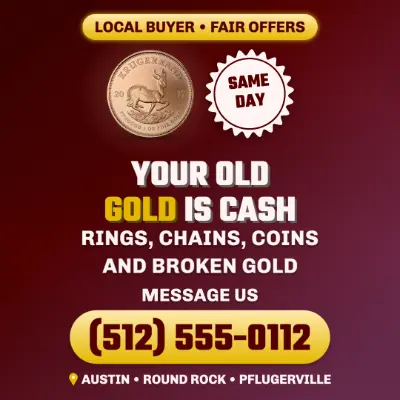 LOCAL BUYER • FAIR OFFERS
KRUGERRAND
SAME
DAY
YOUR OLD
GOLD IS CASH
RINGS, CHAINS, COINS
AND BROKEN GOLD
MESSAGE US
(512) 555-0112
AUSTIN • ROUND ROCK • PFLUGERVILLE